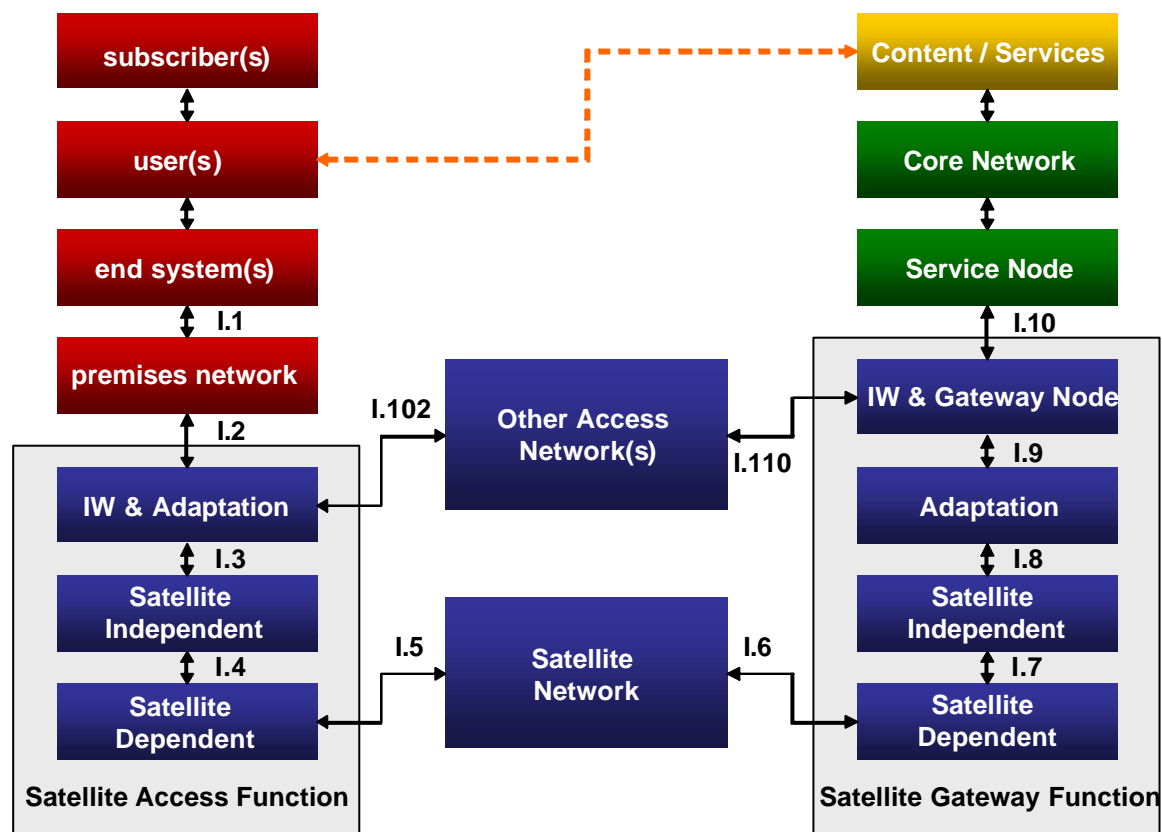 subscriber(s)
Content / Services
user(s)
Core Network
end system(s)
Service Node
I.1
I.10
premises network
I.102
Other Access
Network(s)
IW & Gateway Node
I.2
I.110
I.9
IW & Adaptation
Adaptation
I.3
I.8
Satellite
Independent
Satellite
Independent
I.4
I.5
Satellite
Network
I.6
I.7
Satellite
Dependent
Satellite
Dependent
Satellite Access Function
Satellite Gateway Function